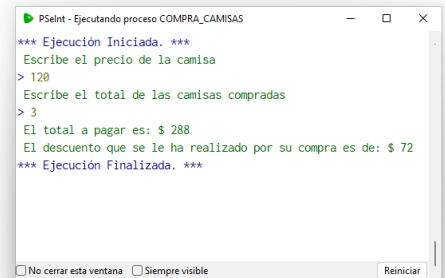 PSeInt - Ejecutando proceso COMPRA_CAMISAS
*** Ejecución Iniciada. ***
Escribe el precio de la camisa
> 120
Escribe el total de las camisas compradas
> 3
El total a pagar es: $ 288
El descuento que se le ha realizado por su compra es de: $ 72
*** Ejecución Finalizada. ***
No cerrar esta ventana Siempre visible Reiniciar